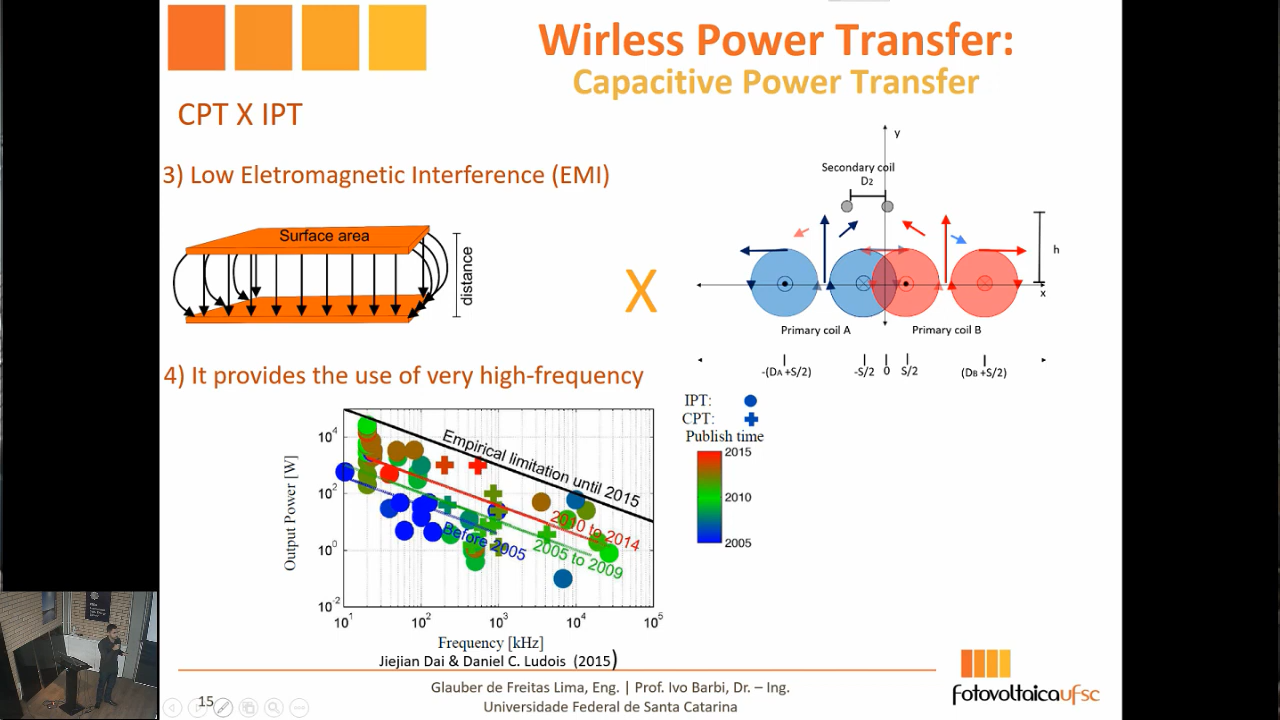 Wirless Power Transfer:
Capacitive Power Transfer
CPT X IPT
3) Low Eletromagnetic Interference (EMI)
Surface area
distance
X
y
Secondary coil
D2
h
x
Primary coil A
Primary coil B
-(DA +S/2)
-S/2
0
S/2
(DB +S/2)
4) It provides the use of very high-frequency
IPT:
CPT:
Publish time
2015
2010
2005
Output Power [W]
10^4
10^2
10^0
10^-2
Empirical limitation until 2015
2010 to 2014
2005 to 2009
Before 2005
10^1 10^2 10^3 10^4 10^5
Frequency [kHz]
Jiejian Dai & Daniel C. Ludois (2015)
Glauber de Freitas Lima, Eng. | Prof. Ivo Barbi, Dr. – Ing.
Universidade Federal de Santa Catarina
15
fotovoltaicaufsc